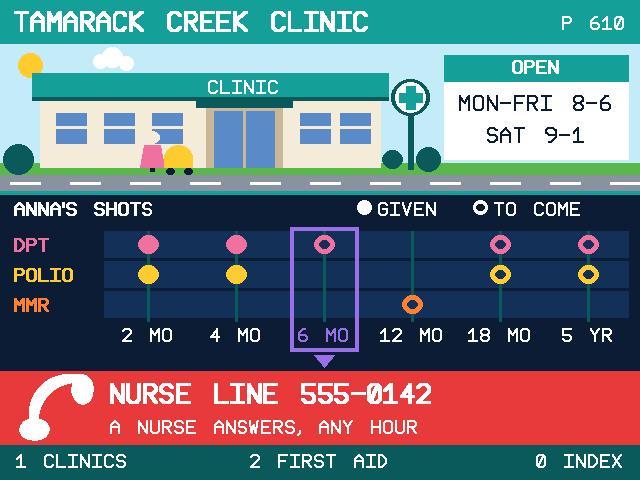 TAMARACK CREEK CLINIC
P 610
CLINIC
OPEN
MON-FRI 8-6
SAT 9-1
ANNA'S SHOTS
GIVEN
TO COME
DPT
POLIO
MMR
2 MO 4 MO 6 MO 12 MO 18 MO 5 YR
NURSE LINE 555-0142
A NURSE ANSWERS, ANY HOUR
1 CLINICS 2 FIRST AID 0 INDEX